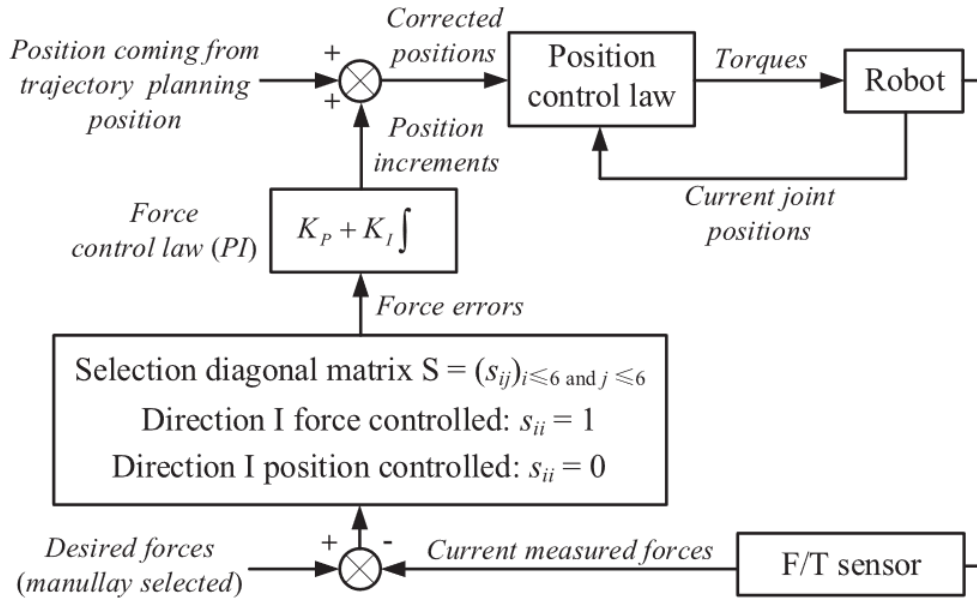 Position coming from
trajectory planning
position
+
+
Corrected
positions
Position
control law
Torques
Robot
Position
increments
Current joint
positions
Force
control law (PI)
K_P + K_I ∫
Force errors
Selection diagonal matrix S = (s_ij)_i≤6 and j ≤6
Direction I force controlled: s_ii = 1
Direction I position controlled: s_ii = 0
Desired forces
(manullay selected)
+
-
Current measured forces
F/T sensor